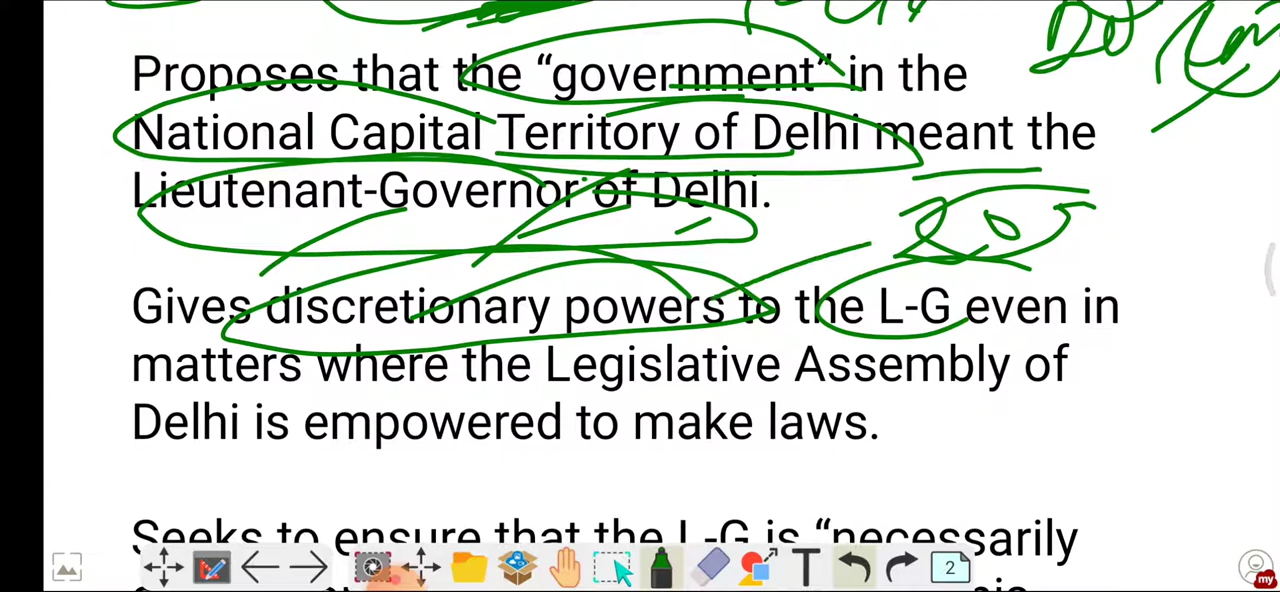 Proposes that the “government” in the
National Capital Territory of Delhi meant the
Lieutenant-Governor of Delhi.
Gives discretionary powers to the L-G even in
matters where the Legislative Assembly of
Delhi is empowered to make laws.
Seeks to ensure that the L-G is “necessarily
T
2
my